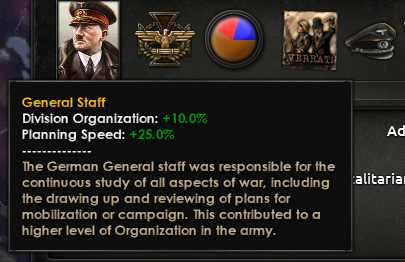 VERRAT!
General Staff
Division Organization: +10.0%
Planning Speed: +25.0%
--------------
Ad
The German General staff was responsible for the
continuous study of all aspects of war, including
talitarian
the drawing up and reviewing of plans for
mobilization or campaign. This contributed to a
higher level of Organization in the army.